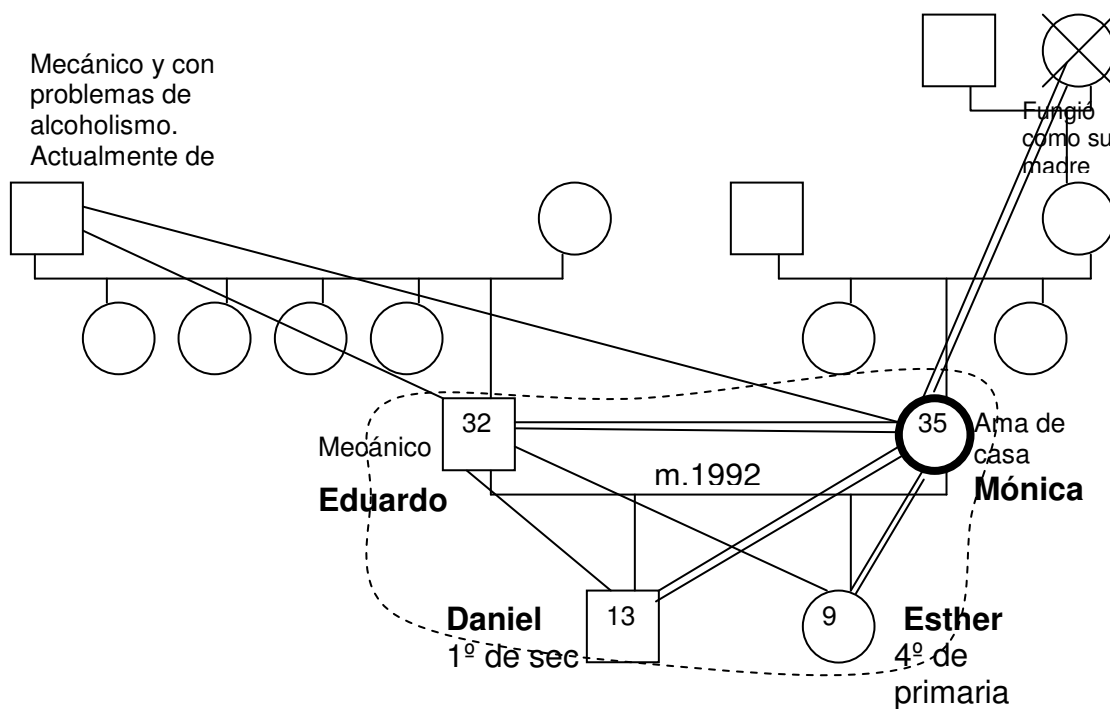 Mecánico y con
problemas de
alcoholismo.
Actualmente de
Fungió
como su
madre
32
35
Mecánico
Eduardo
m.1992
Ama de
casa
Mónica
Daniel
13
1º de sec
9
Esther
4º de
primaria